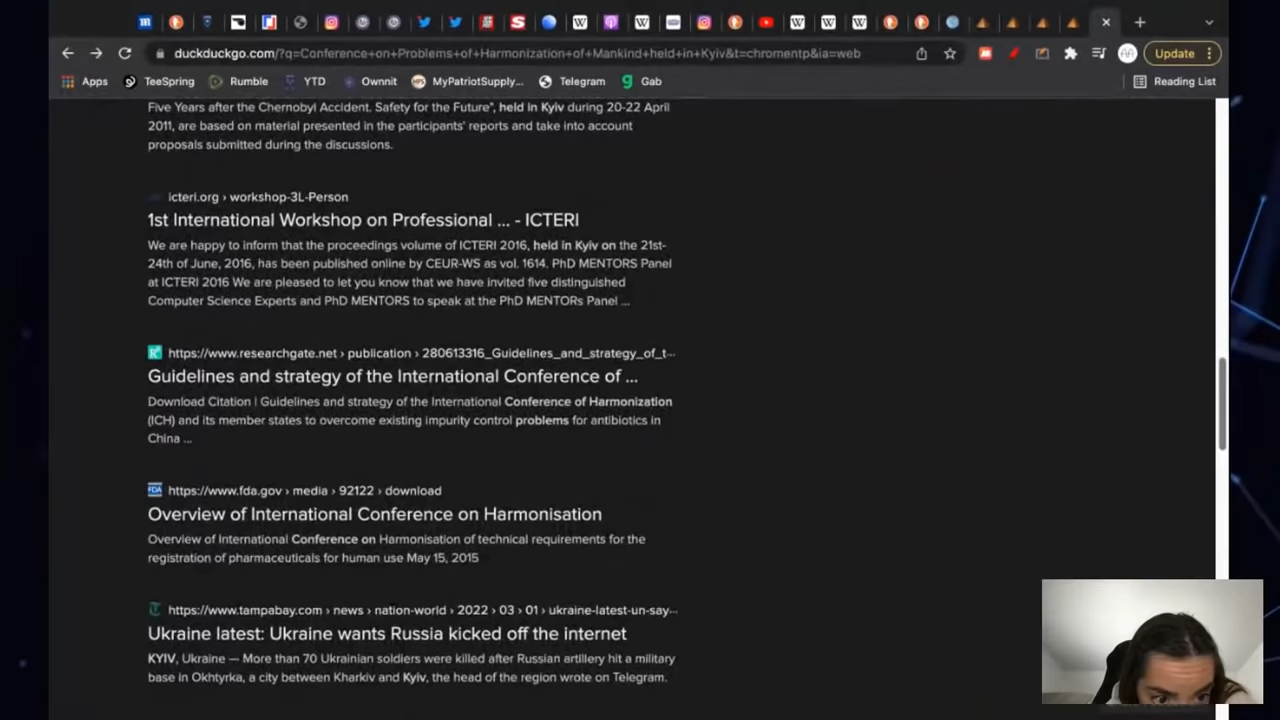 duckduckgo.com/?q=Conference+on+Problems+of+Harmonization+of+Mankind+held+in+Kyiv&t=chromentp&ia=web
Update
Apps TeeSpring Rumble YTD Ownnit MyPatriotSupply... Telegram Gab Reading List
Five Years after the Chernobyl Accident. Safety for the Future", held in Kyiv during 20-22 April
2011, are based on material presented in the participants' reports and take into account
proposals submitted during the discussions.
icteri.org › workshop-3L-Person
1st International Workshop on Professional ... - ICTERI
We are happy to inform that the proceedings volume of ICTERI 2016, held in Kyiv on the 21st-
24th of June, 2016, has been published online by CEUR-WS as vol. 1614. PhD MENTORS Panel
at ICTERI 2016 We are pleased to let you know that we have invited five distinguished
Computer Science Experts and PhD MENTORS to speak at the PhD MENTORs Panel ...
https://www.researchgate.net › publication › 280613316_Guidelines_and_strategy_of_t...
Guidelines and strategy of the International Conference of ...
Download Citation | Guidelines and strategy of the International Conference of Harmonization
(ICH) and its member states to overcome existing impurity control problems for antibiotics in
China ...
https://www.fda.gov › media › 92122 › download
Overview of International Conference on Harmonisation
Overview of International Conference on Harmonisation of technical requirements for the
registration of pharmaceuticals for human use May 15, 2015
https://www.tampabay.com › news › nation-world › 2022 › 03 › 01 › ukraine-latest-un-say...
Ukraine latest: Ukraine wants Russia kicked off the internet
KYIV, Ukraine — More than 70 Ukrainian soldiers were killed after Russian artillery hit a military
base in Okhtyrka, a city between Kharkiv and Kyiv, the head of the region wrote on Telegram.